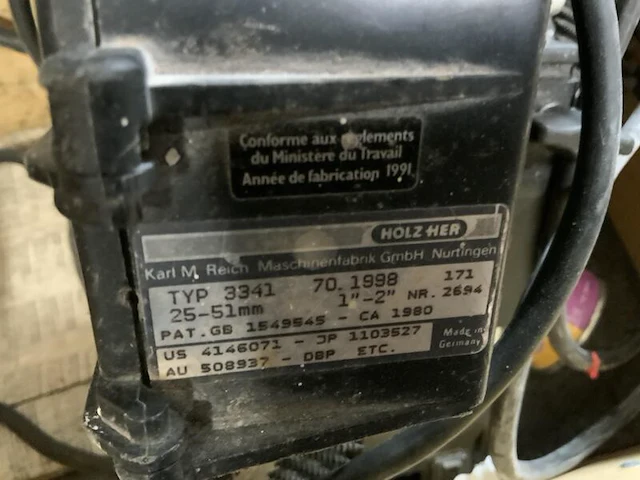 Conforme aux règlements
du Ministère du Travail
Année de fabrication 1991
HOLZ HER
Karl M. Reich Maschinenfabrik GmbH Nürtingen
TYP 3341 70.1998 171
25-51mm 1"-2" NR. 2694
PAT.GB 1549545 - CA 1980
US 4146071 - JP 1103527
AU 508937 - DBP ETC.
Made in
Germany